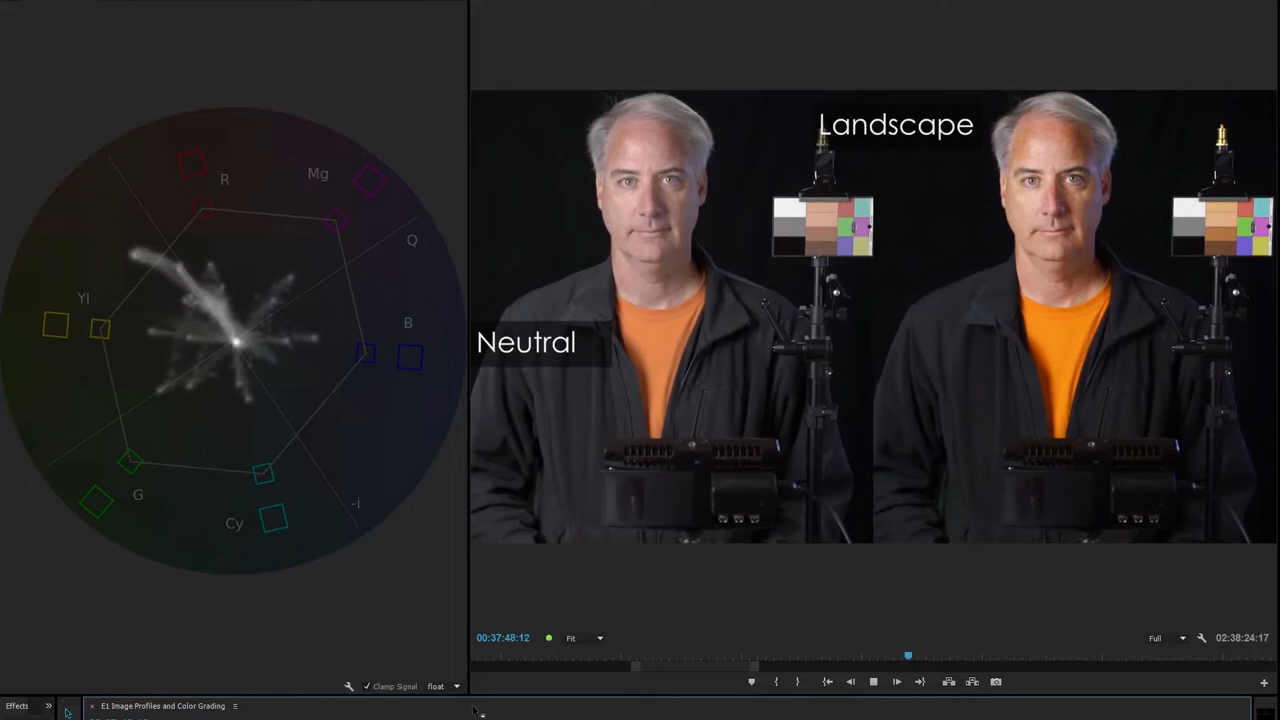 R
Mg
Q
Yl
B
G
Cy
-i
Landscape
Neutral
00:37:48:12
Fit
Full
02:38:24:17
Clamp Signal
float
Effects
E1 Image Profiles and Color Grading